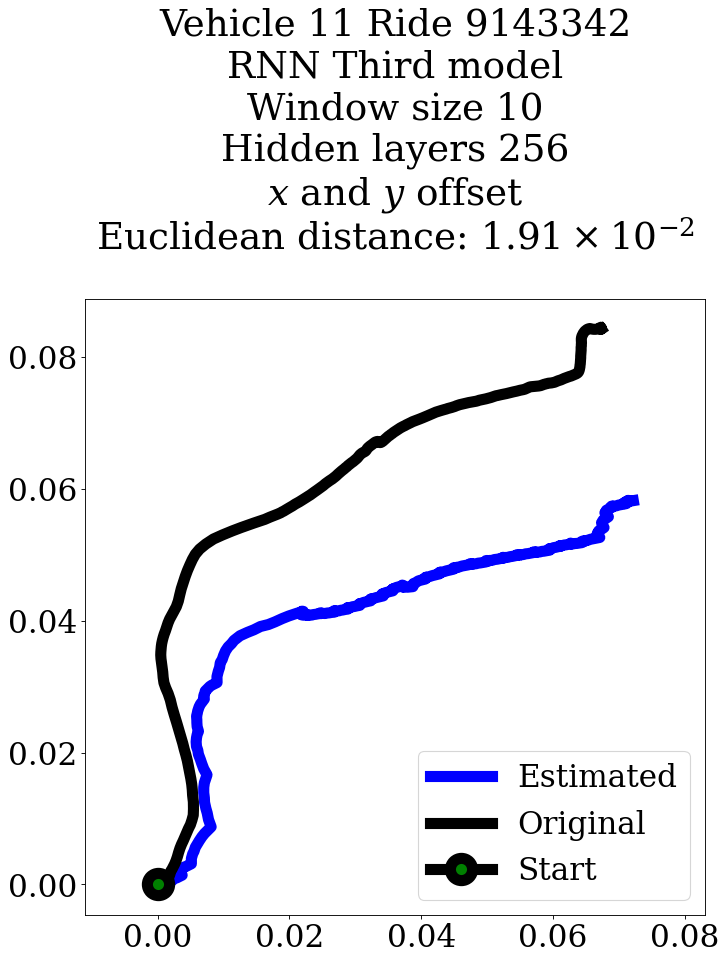 Vehicle 11 Ride 9143342
RNN Third model
Window size 10
Hidden layers 256
x and y offset
Euclidean distance: 1.91 × 10⁻²
0.08
0.06
0.04
0.02
0.00
Estimated
Original
Start
0.00 0.02 0.04 0.06 0.08